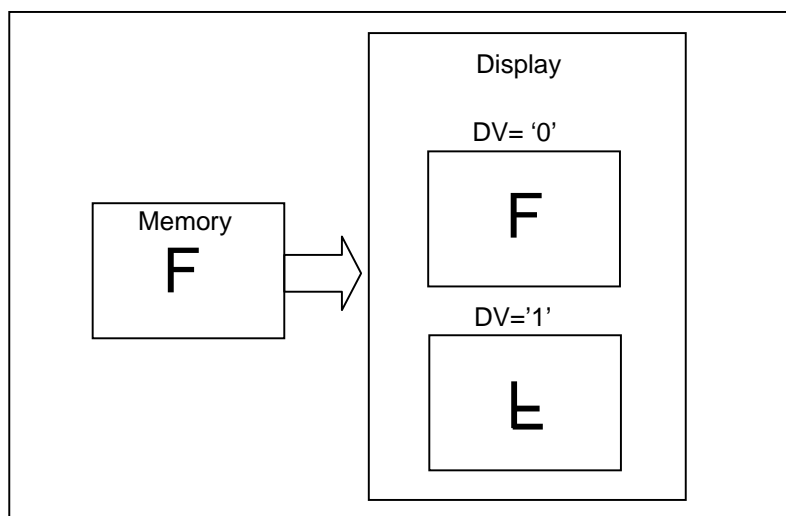 Display
DV= ‘0’
F
Memory
F
DV=’1’